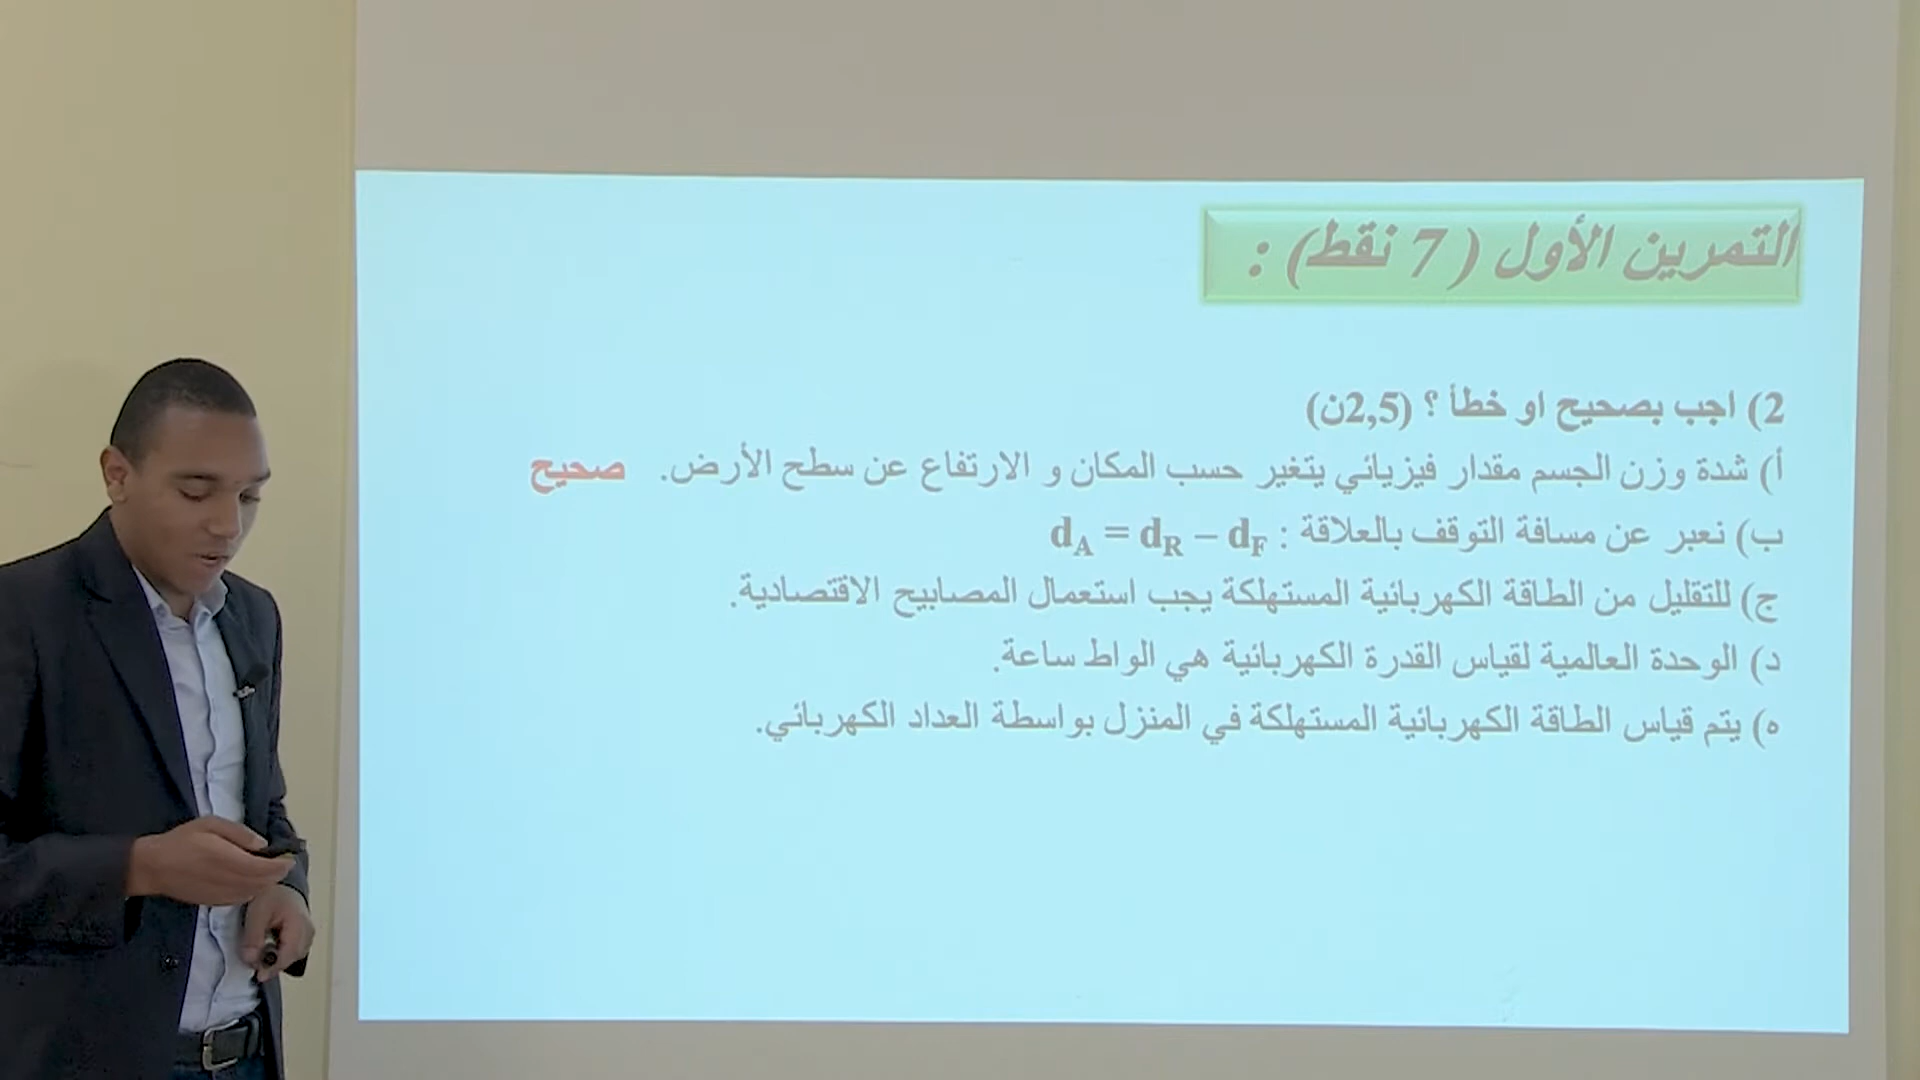 التمرين الأول ( 7 نقط) :
2) اجب بصحيح او خطأ ؟ (2,5ن)
أ) شدة وزن الجسم مقدار فيزيائي يتغير حسب المكان و الارتفاع عن سطح الأرض. صحيح
ب) نعبر عن مسافة التوقف بالعلاقة : dA = dR – dF
ج) للتقليل من الطاقة الكهربائية المستهلكة يجب استعمال المصابيح الاقتصادية.
د) الوحدة العالمية لقياس القدرة الكهربائية هي الواط ساعة.
ه) يتم قياس الطاقة الكهربائية المستهلكة في المنزل بواسطة العداد الكهربائي.